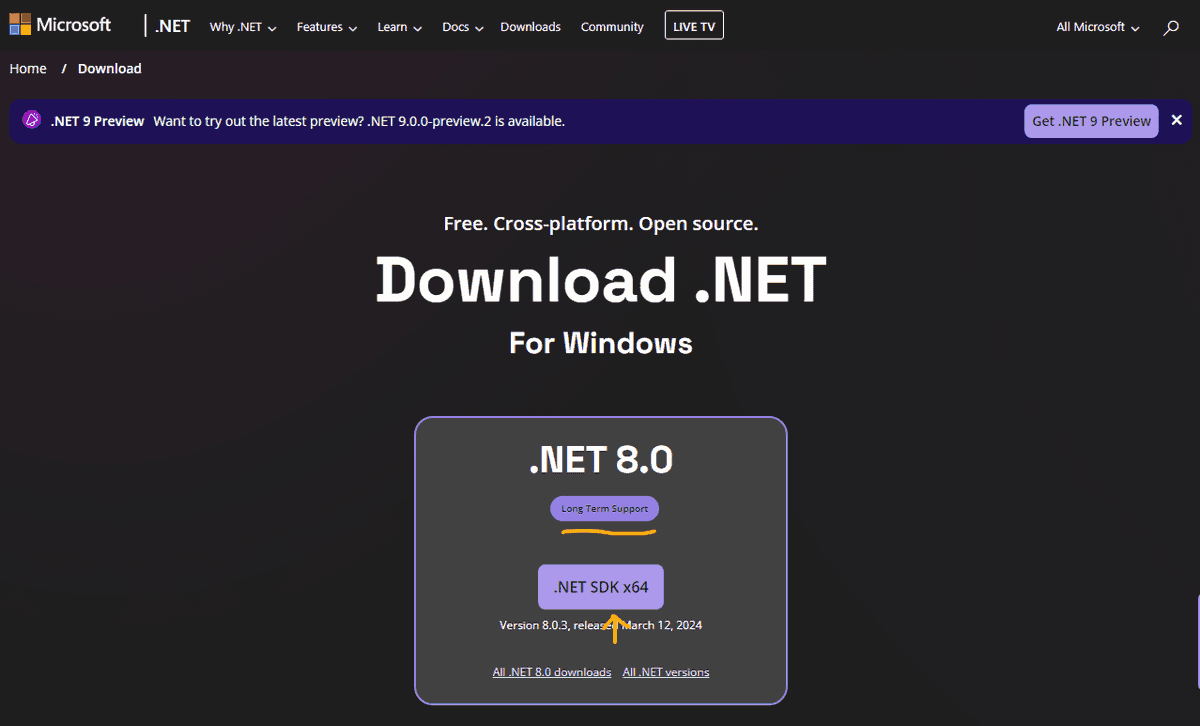 Microsoft .NET Why .NET Features Learn Docs Downloads Community LIVE TV All Microsoft
Home / Download
.NET 9 Preview Want to try out the latest preview? .NET 9.0.0-preview.2 is available. Get .NET 9 Preview
Free. Cross-platform. Open source.
Download .NET
For Windows
.NET 8.0
Long Term Support
.NET SDK x64
Version 8.0.3, released March 12, 2024
All .NET 8.0 downloads All .NET versions